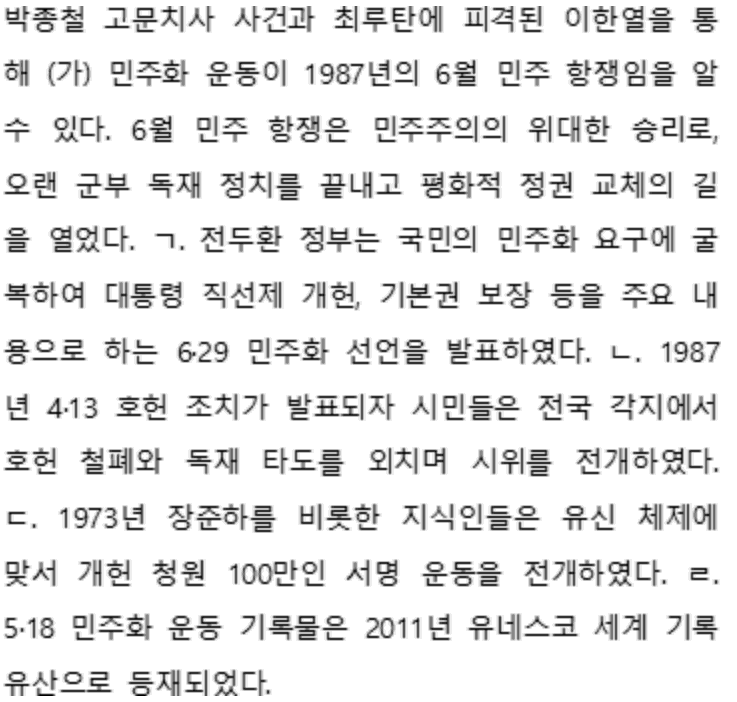 박종철 고문치사 사건과 최루탄에 피격된 이한열을 통
해 (가) 민주화 운동이 1987년의 6월 민주 항쟁임을 알
수 있다. 6월 민주 항쟁은 민주주의의 위대한 승리로,
오랜 군부 독재 정치를 끝내고 평화적 정권 교체의 길
을 열었다. ㄱ. 전두환 정부는 국민의 민주화 요구에 굴
복하여 대통령 직선제 개헌, 기본권 보장 등을 주요 내
용으로 하는 6·29 민주화 선언을 발표하였다. ㄴ. 1987
년 4·13 호헌 조치가 발표되자 시민들은 전국 각지에서
호헌 철폐와 독재 타도를 외치며 시위를 전개하였다.
ㄷ. 1973년 장준하를 비롯한 지식인들은 유신 체제에
맞서 개헌 청원 100만인 서명 운동을 전개하였다. ㄹ.
5·18 민주화 운동 기록물은 2011년 유네스코 세계 기록
유산으로 등재되었다.